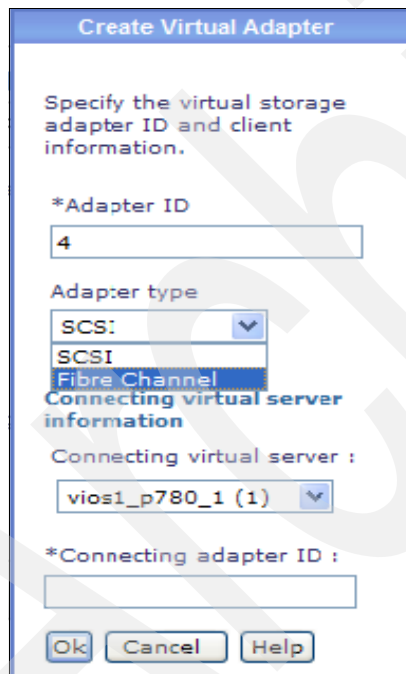 Create Virtual Adapter
Specify the virtual storage
adapter ID and client
information.
*Adapter ID
4
Adapter type
SCSI
SCSI
Fibre Channel
Connecting virtual server
information
Connecting virtual server :
vios1_p780_1 (1)
*Connecting adapter ID :
Ok Cancel Help